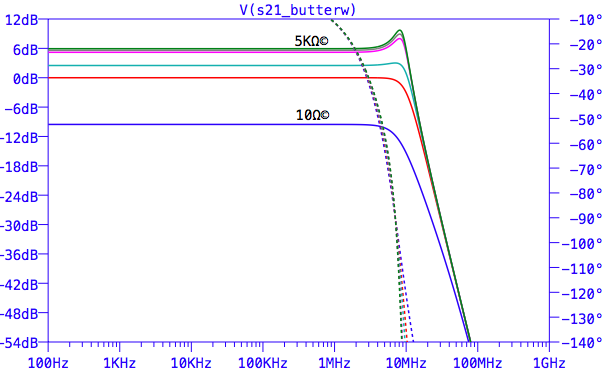 V(s21_butterw)
12dB
6dB
0dB
-6dB
-12dB
-18dB
-24dB
-30dB
-36dB
-42dB
-48dB
-54dB
5KΩ©
10Ω©
-10°
-20°
-30°
-40°
-50°
-60°
-70°
-80°
-90°
-100°
-110°
-120°
-130°
-140°
100Hz 1KHz 10KHz 100KHz 1MHz 10MHz 100MHz 1GHz